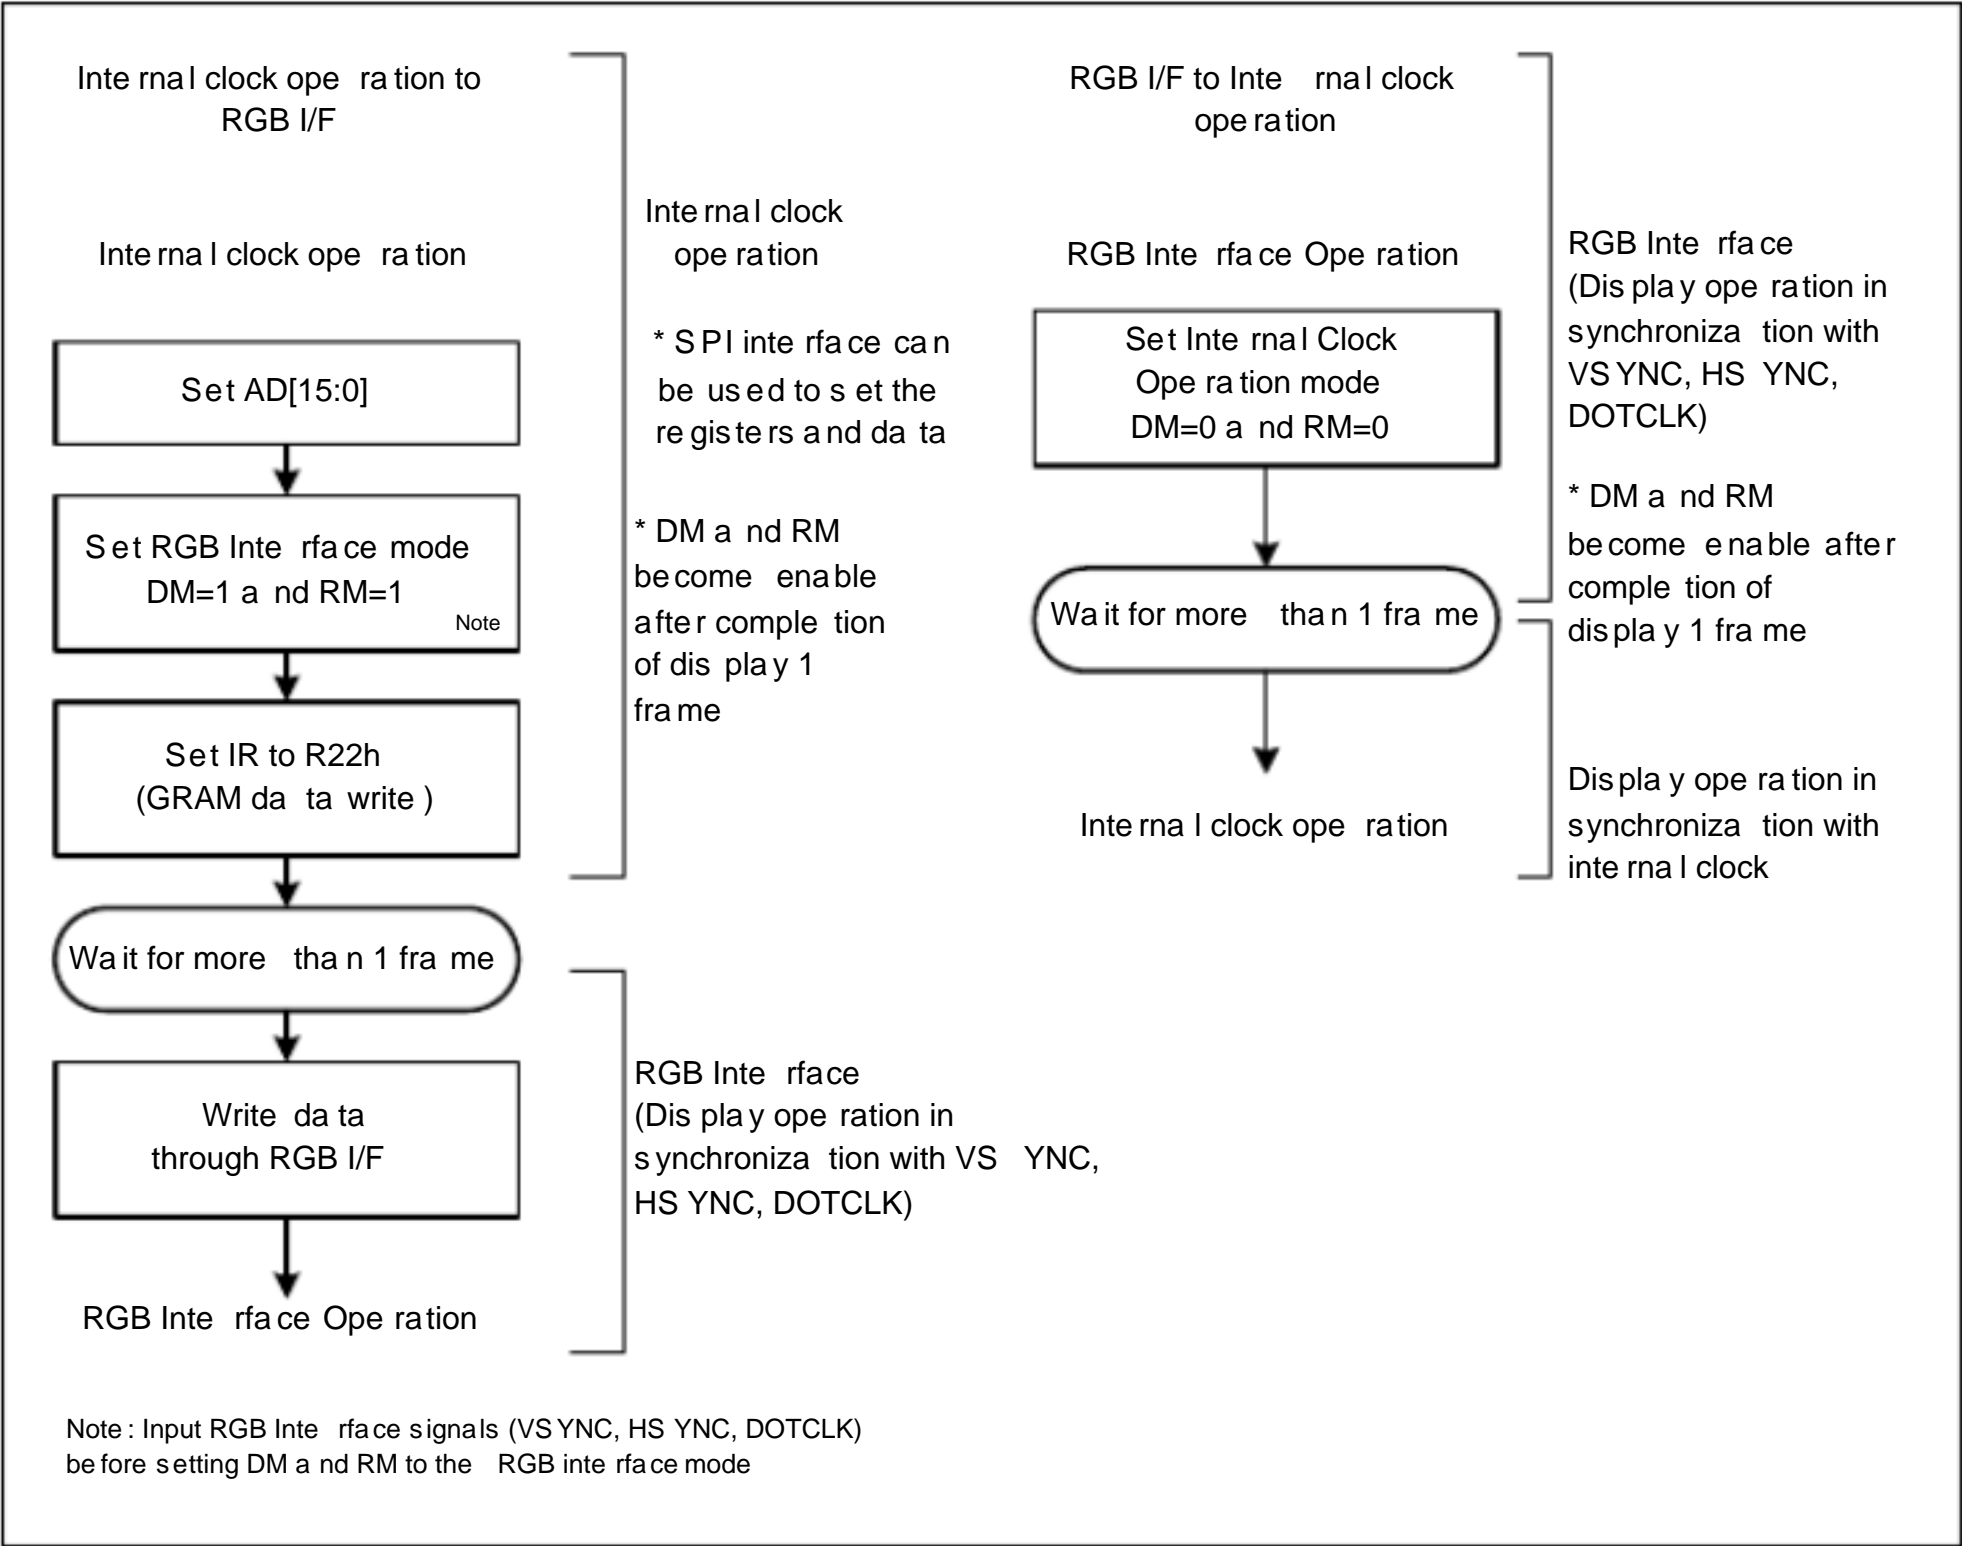 Internal clock operation to
RGB I/F
Internal clock operation
Set AD[15:0]
Set RGB Interface mode
DM=1 and RM=1
Note
Set IR to R22h
(GRAM data write)
Wait for more than 1 frame
Write data
through RGB I/F
RGB Interface Operation
Internal clock
operation
* SPI interface can
be used to set the
registers and data
* DM and RM
become enable
after completion
of display 1
frame
RGB Interface
(Display operation in
synchronization with VSYNC,
HSYNC, DOTCLK)
RGB I/F to Internal clock
operation
RGB Interface Operation
Set Internal Clock
Operation mode
DM=0 and RM=0
Wait for more than 1 frame
Internal clock operation
RGB Interface
(Display operation in
synchronization with
VSYNC, HSYNC,
DOTCLK)
* DM and RM
become enable after
completion of
display 1 frame
Display operation in
synchronization with
internal clock
Note: Input RGB Interface signals (VSYNC, HSYNC, DOTCLK)
before setting DM and RM to the RGB interface mode